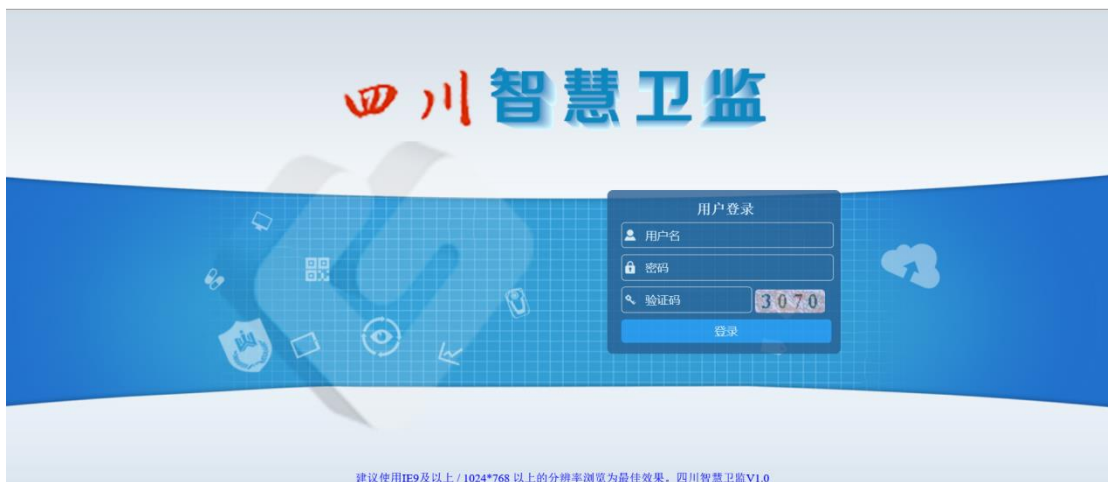 四川智慧卫监
用户登录
用户名
密码
验证码 3070
登录
建议使用IE9及以上 / 1024*768 以上的分辨率浏览为最佳效果。四川智慧卫监V1.0